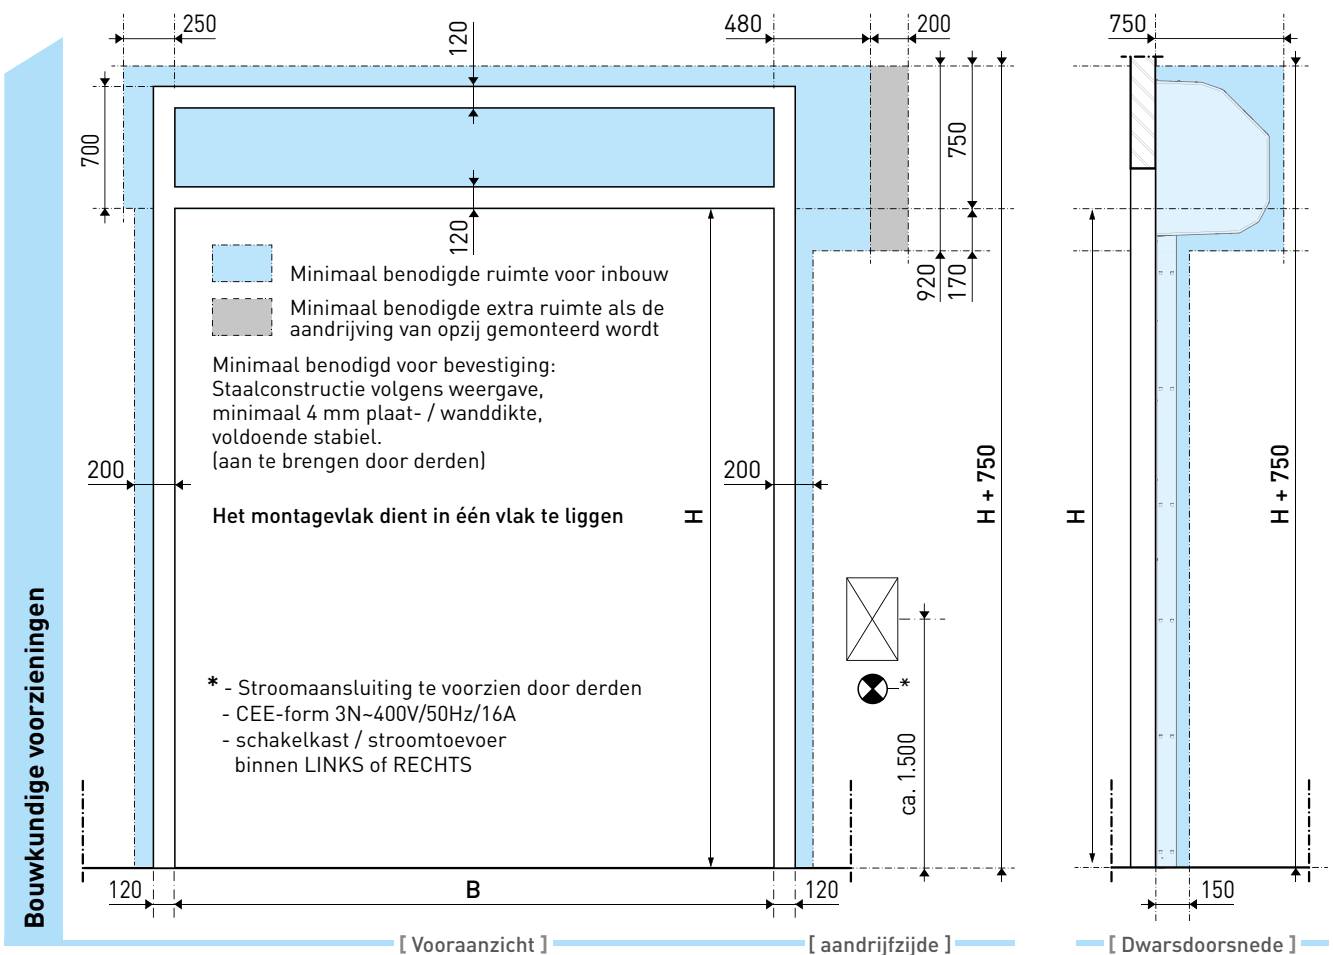 250
120
480
200
750
700
750
120
920
170
Minimaal benodigde ruimte voor inbouw
Minimaal benodigde extra ruimte als de
aandrijving van opzij gemonteerd wordt
Minimaal benodigd voor bevestiging:
Staalconstructie volgens weergave,
minimaal 4 mm plaat- / wanddikte,
voldoende stabiel.
(aan te brengen door derden)
200
200
Het montagevlak dient in één vlak te liggen
H
H + 750
H
H + 750
* - Stroomaansluiting te voorzien door derden
- CEE-form 3N~400V/50Hz/16A
- schakelkast / stroomtoevoer
binnen LINKS of RECHTS
*
ca. 1.500
Bouwkundige voorzieningen
120
B
120
150
[ Vooraanzicht ]
[ aandrijfzijde ]
[ Dwarsdoorsnede ]